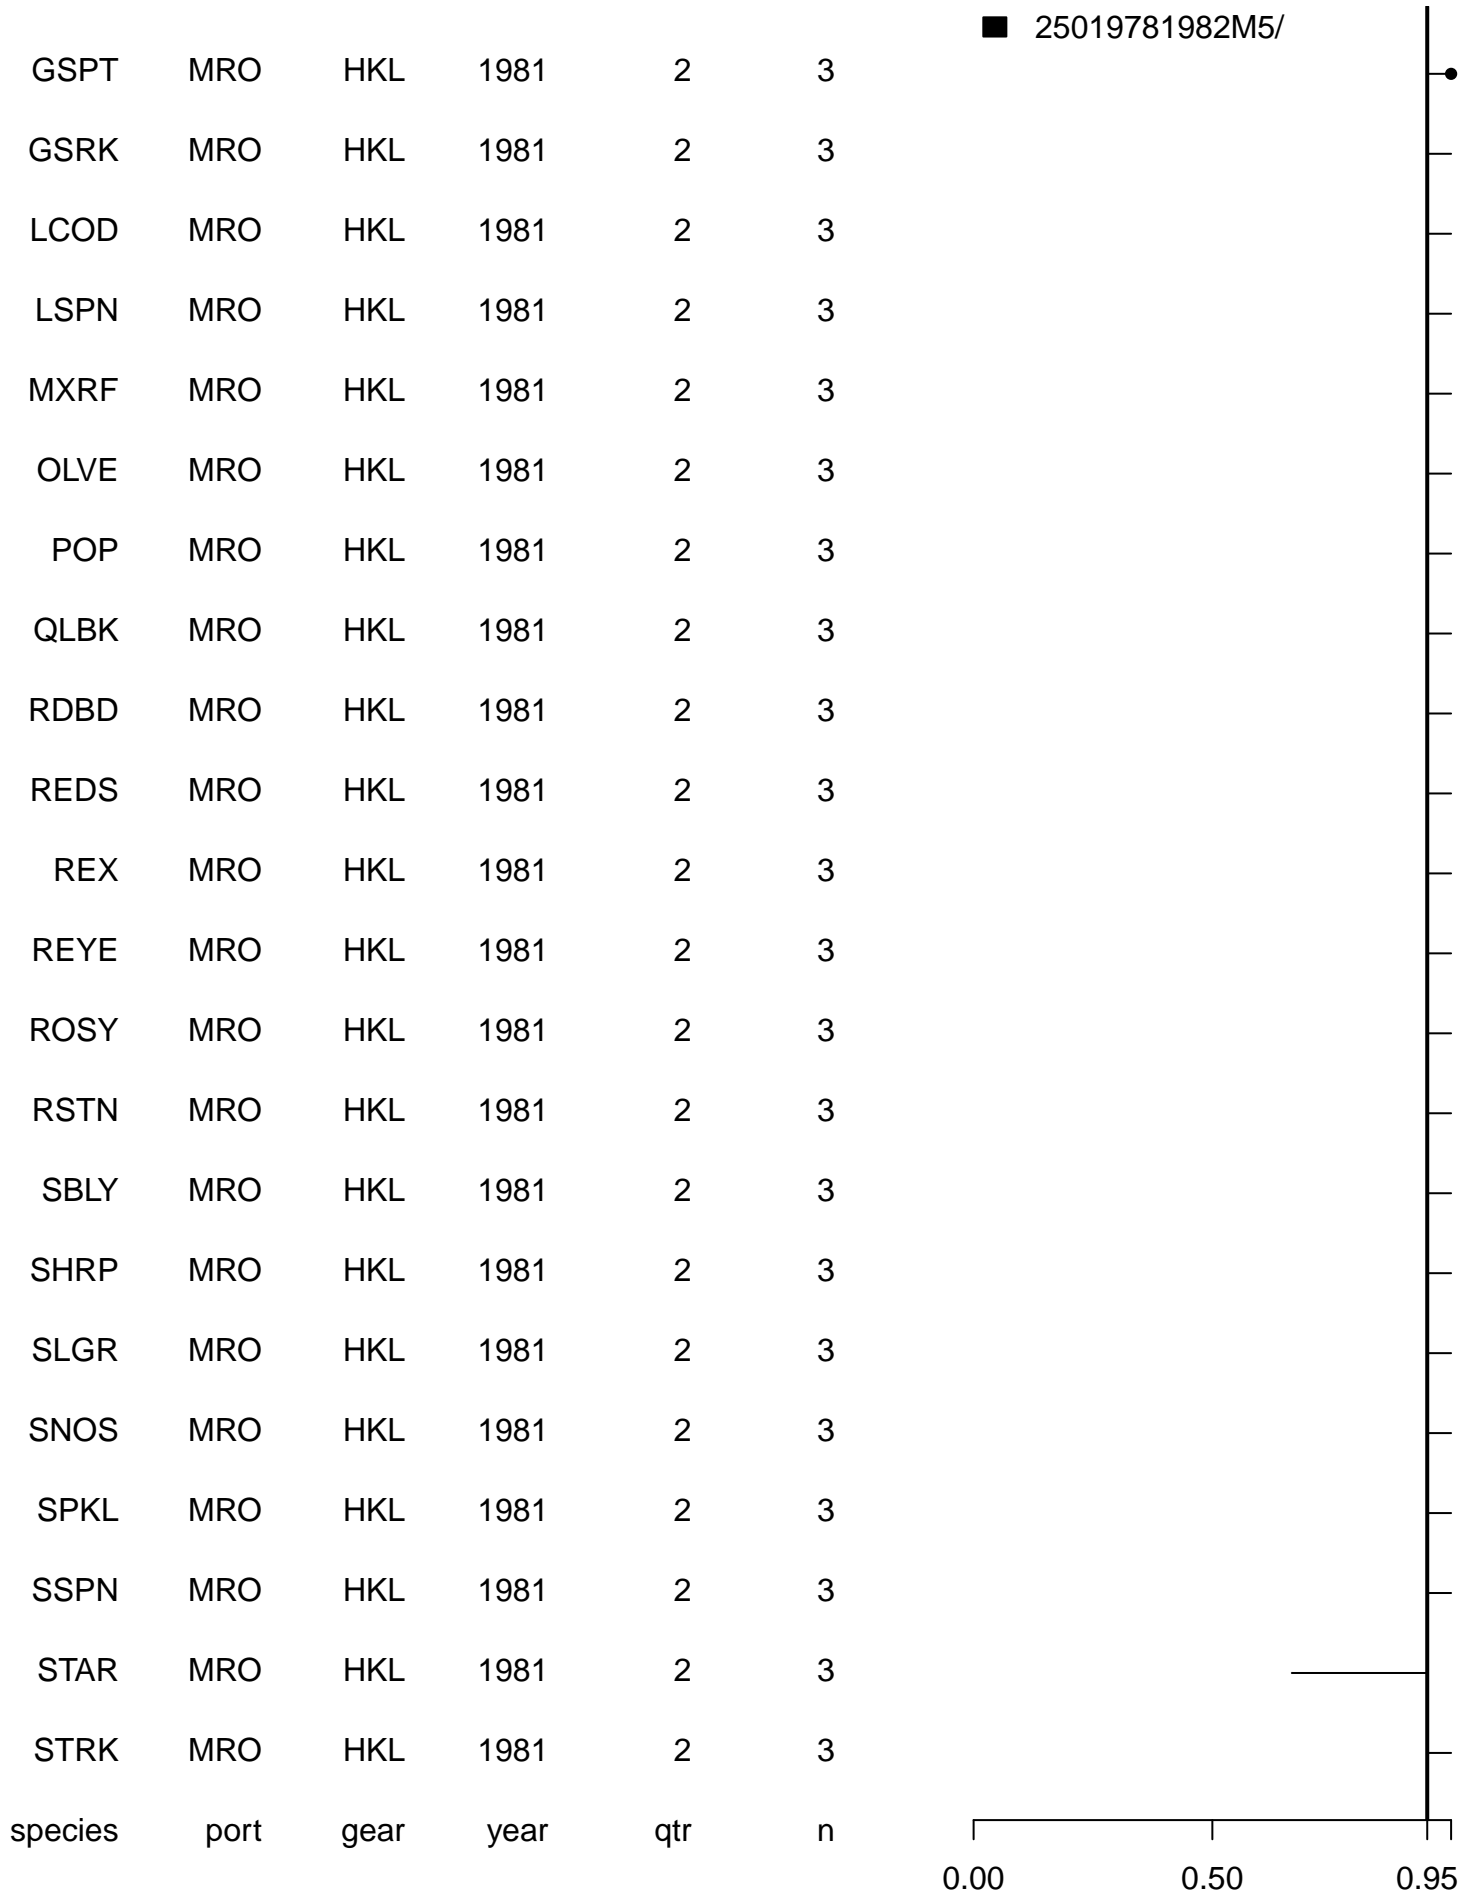 25019781982M5/
GSPT MRO HKL 1981 2 3
GSRK MRO HKL 1981 2 3
LCOD MRO HKL 1981 2 3
LSPN MRO HKL 1981 2 3
MXRF MRO HKL 1981 2 3
OLVE MRO HKL 1981 2 3
POP MRO HKL 1981 2 3
QLBK MRO HKL 1981 2 3
RDBD MRO HKL 1981 2 3
REDS MRO HKL 1981 2 3
REX MRO HKL 1981 2 3
REYE MRO HKL 1981 2 3
ROSY MRO HKL 1981 2 3
RSTN MRO HKL 1981 2 3
SBLY MRO HKL 1981 2 3
SHRP MRO HKL 1981 2 3
SLGR MRO HKL 1981 2 3
SNOS MRO HKL 1981 2 3
SPKL MRO HKL 1981 2 3
SSPN MRO HKL 1981 2 3
STAR MRO HKL 1981 2 3
STRK MRO HKL 1981 2 3
species port gear year qtr n
0.00 0.50 0.95